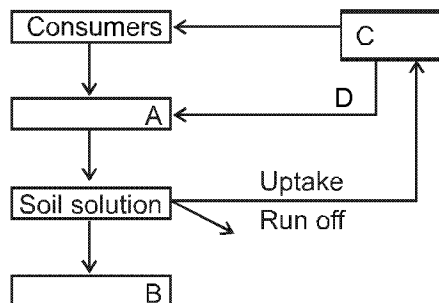 Consumers
C
D
A
Uptake
Soil solution
Run off
B